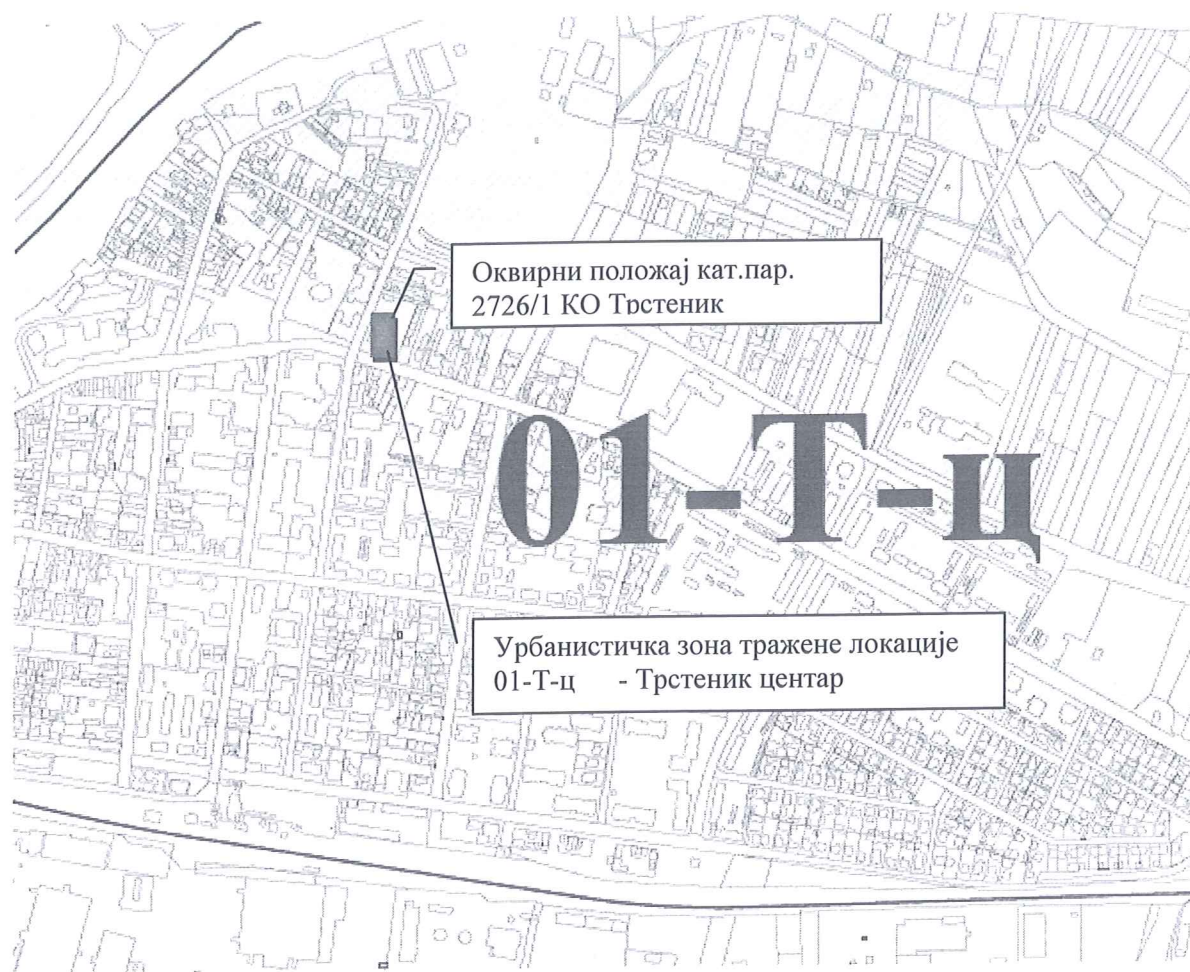 Оквирни положај кат.пар.
2726/1 КО Трстеник
01-Т-ц
Урбанистичка зона тражене локације
01-Т-ц - Трстеник центар